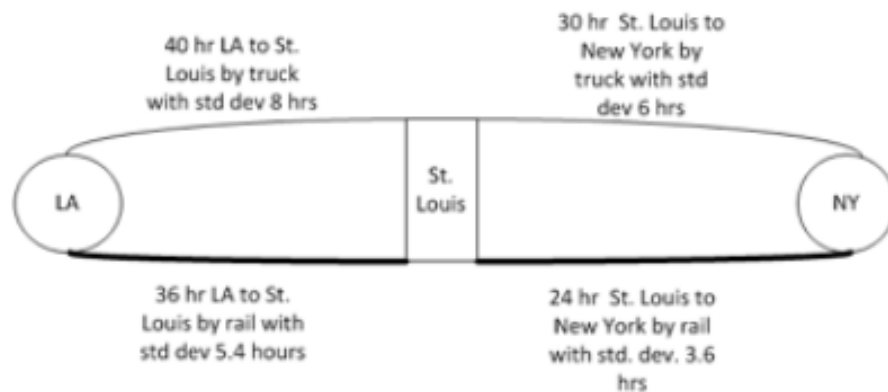 40 hr LA to St.
Louis by truck
with std dev 8 hrs
30 hr St. Louis to
New York by
truck with std
dev 6 hrs
LA
St.
Louis
NY
36 hr LA to St.
Louis by rail with
std dev 5.4 hours
24 hr St. Louis to
New York by rail
with std. dev. 3.6
hrs